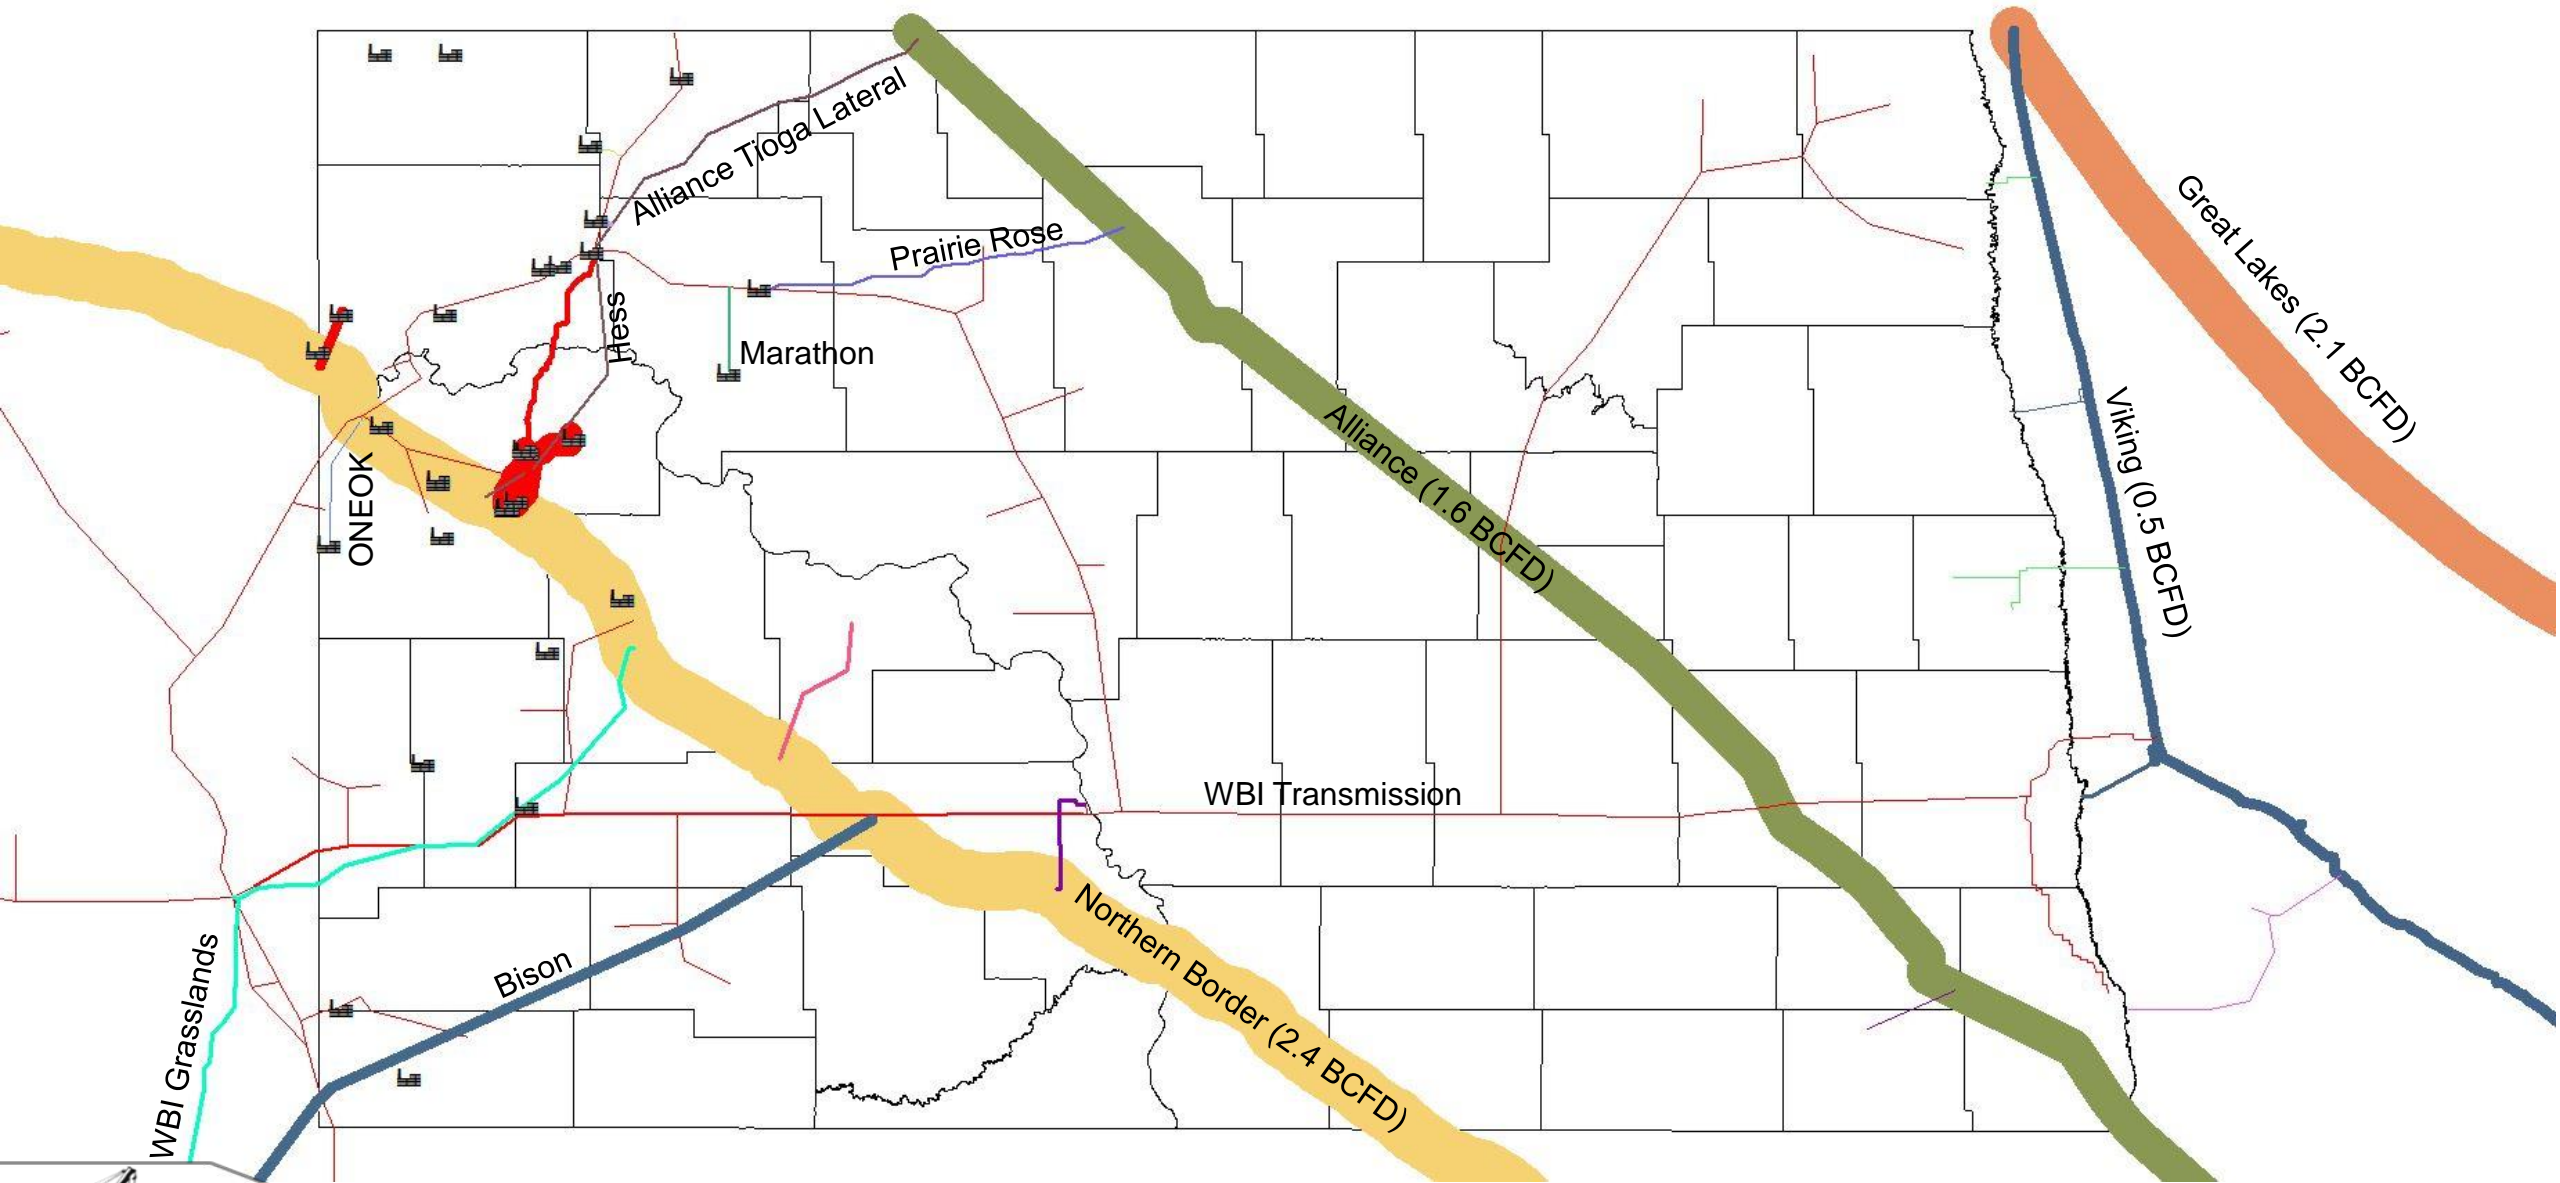 Alliance Tioga Lateral
Prairie Rose
Great Lakes (2.1 BCFD)
Hess
Marathon
Alliance (1.6 BCFD)
Viking (0.5 BCFD)
ONEOK
WBI Transmission
Northern Border (2.4 BCFD)
Bison
WBI Grasslands